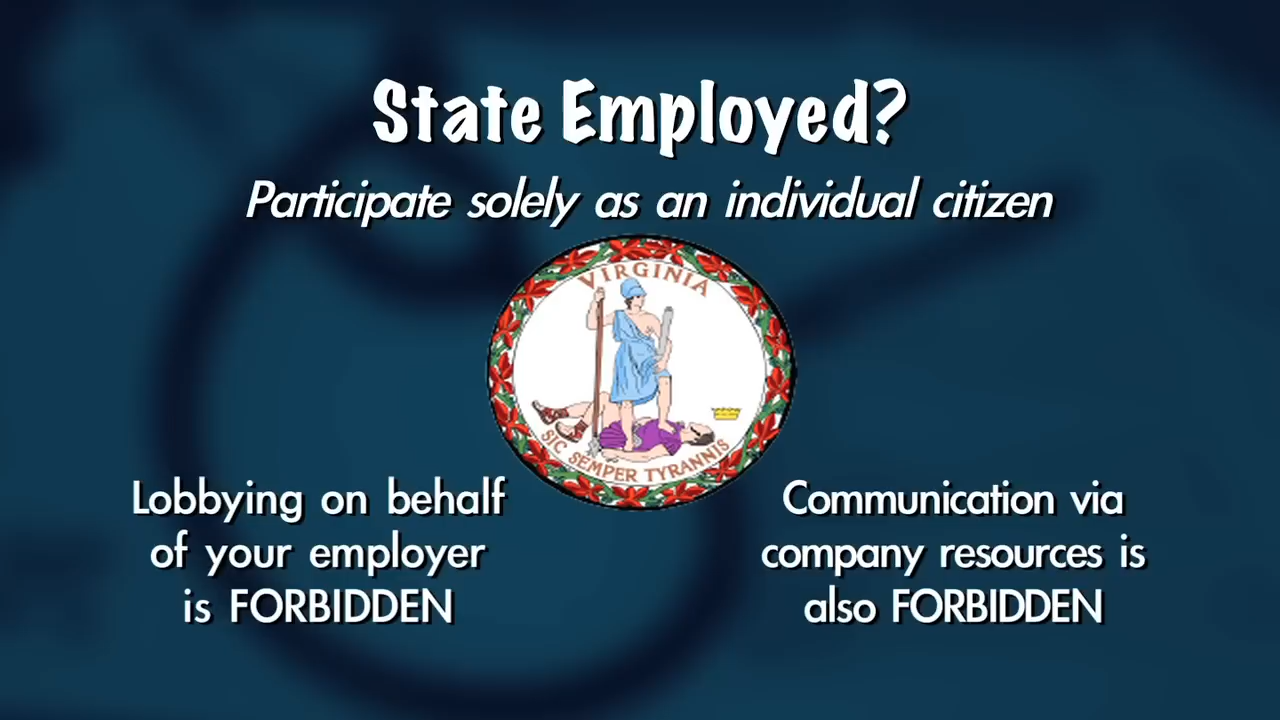 State Employed?
Participate solely as an individual citizen
VIRGINIA
SIC SEMPER TYRANNIS
Lobbying on behalf
of your employer
is FORBIDDEN
Communication via
company resources is
also FORBIDDEN